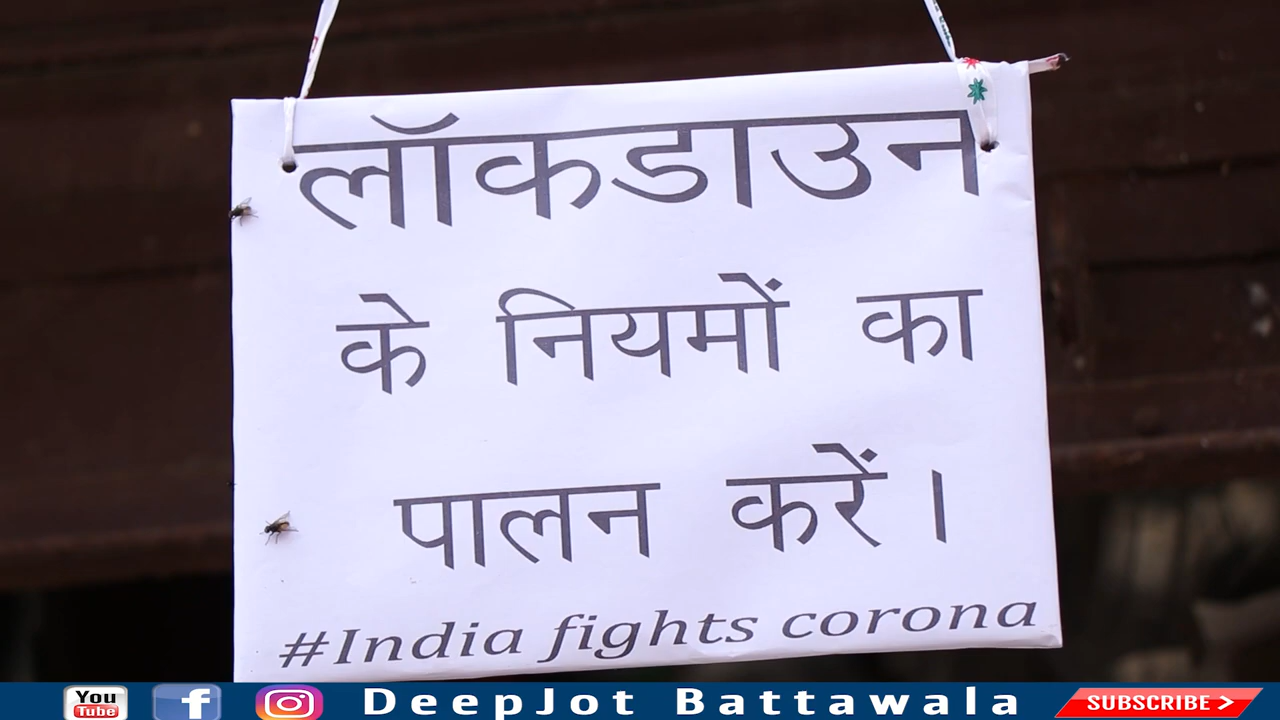 लॉकडाउन
के नियमों का
पालन करें।
#India fights corona
You Tube f DeepJot Battawala SUBSCRIBE